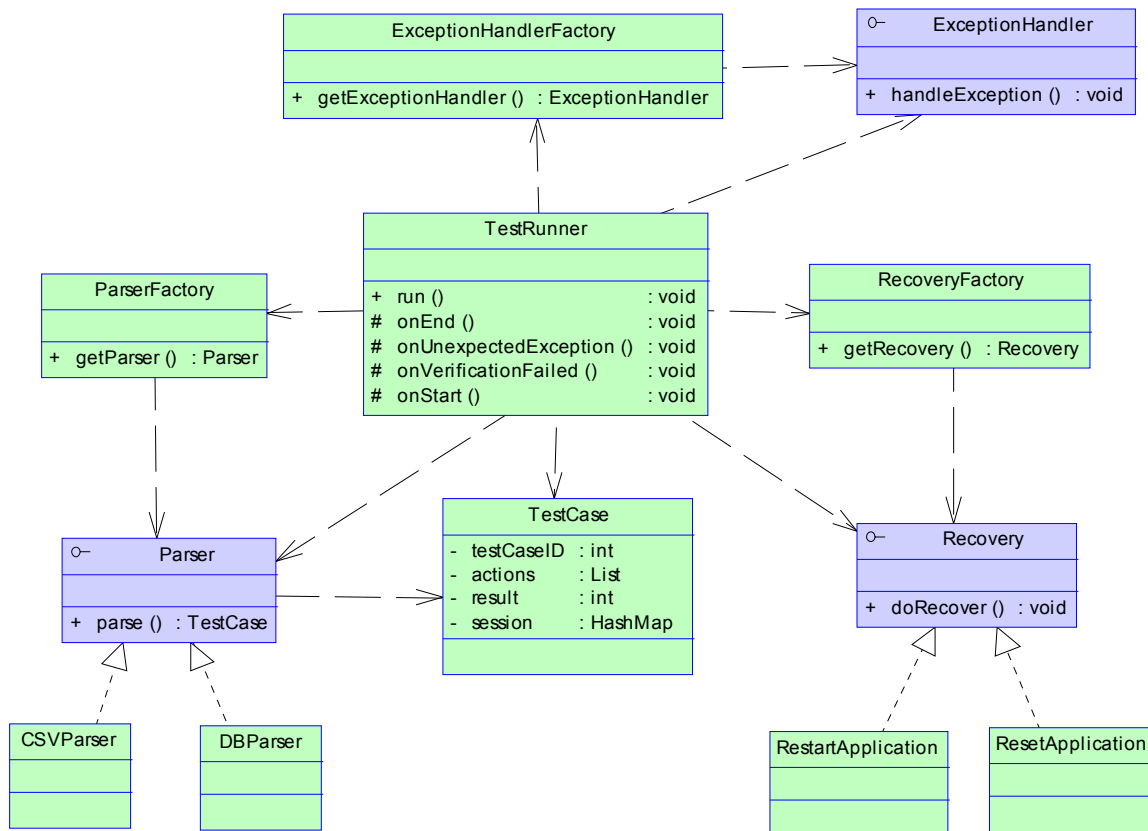 ExceptionHandlerFactory
+ getExceptionHandler () : ExceptionHandler
ExceptionHandler
+ handleException () : void
TestRunner
+ run () : void
# onEnd () : void
# onUnexpectedException () : void
# onVerificationFailed () : void
# onStart () : void
ParserFactory
+ getParser () : Parser
RecoveryFactory
+ getRecovery () : Recovery
Parser
+ parse () : TestCase
TestCase
- testCaseID : int
- actions : List
- result : int
- session : HashMap
Recovery
+ doRecover () : void
CSVParser
DBParser
RestartApplication
ResetApplication